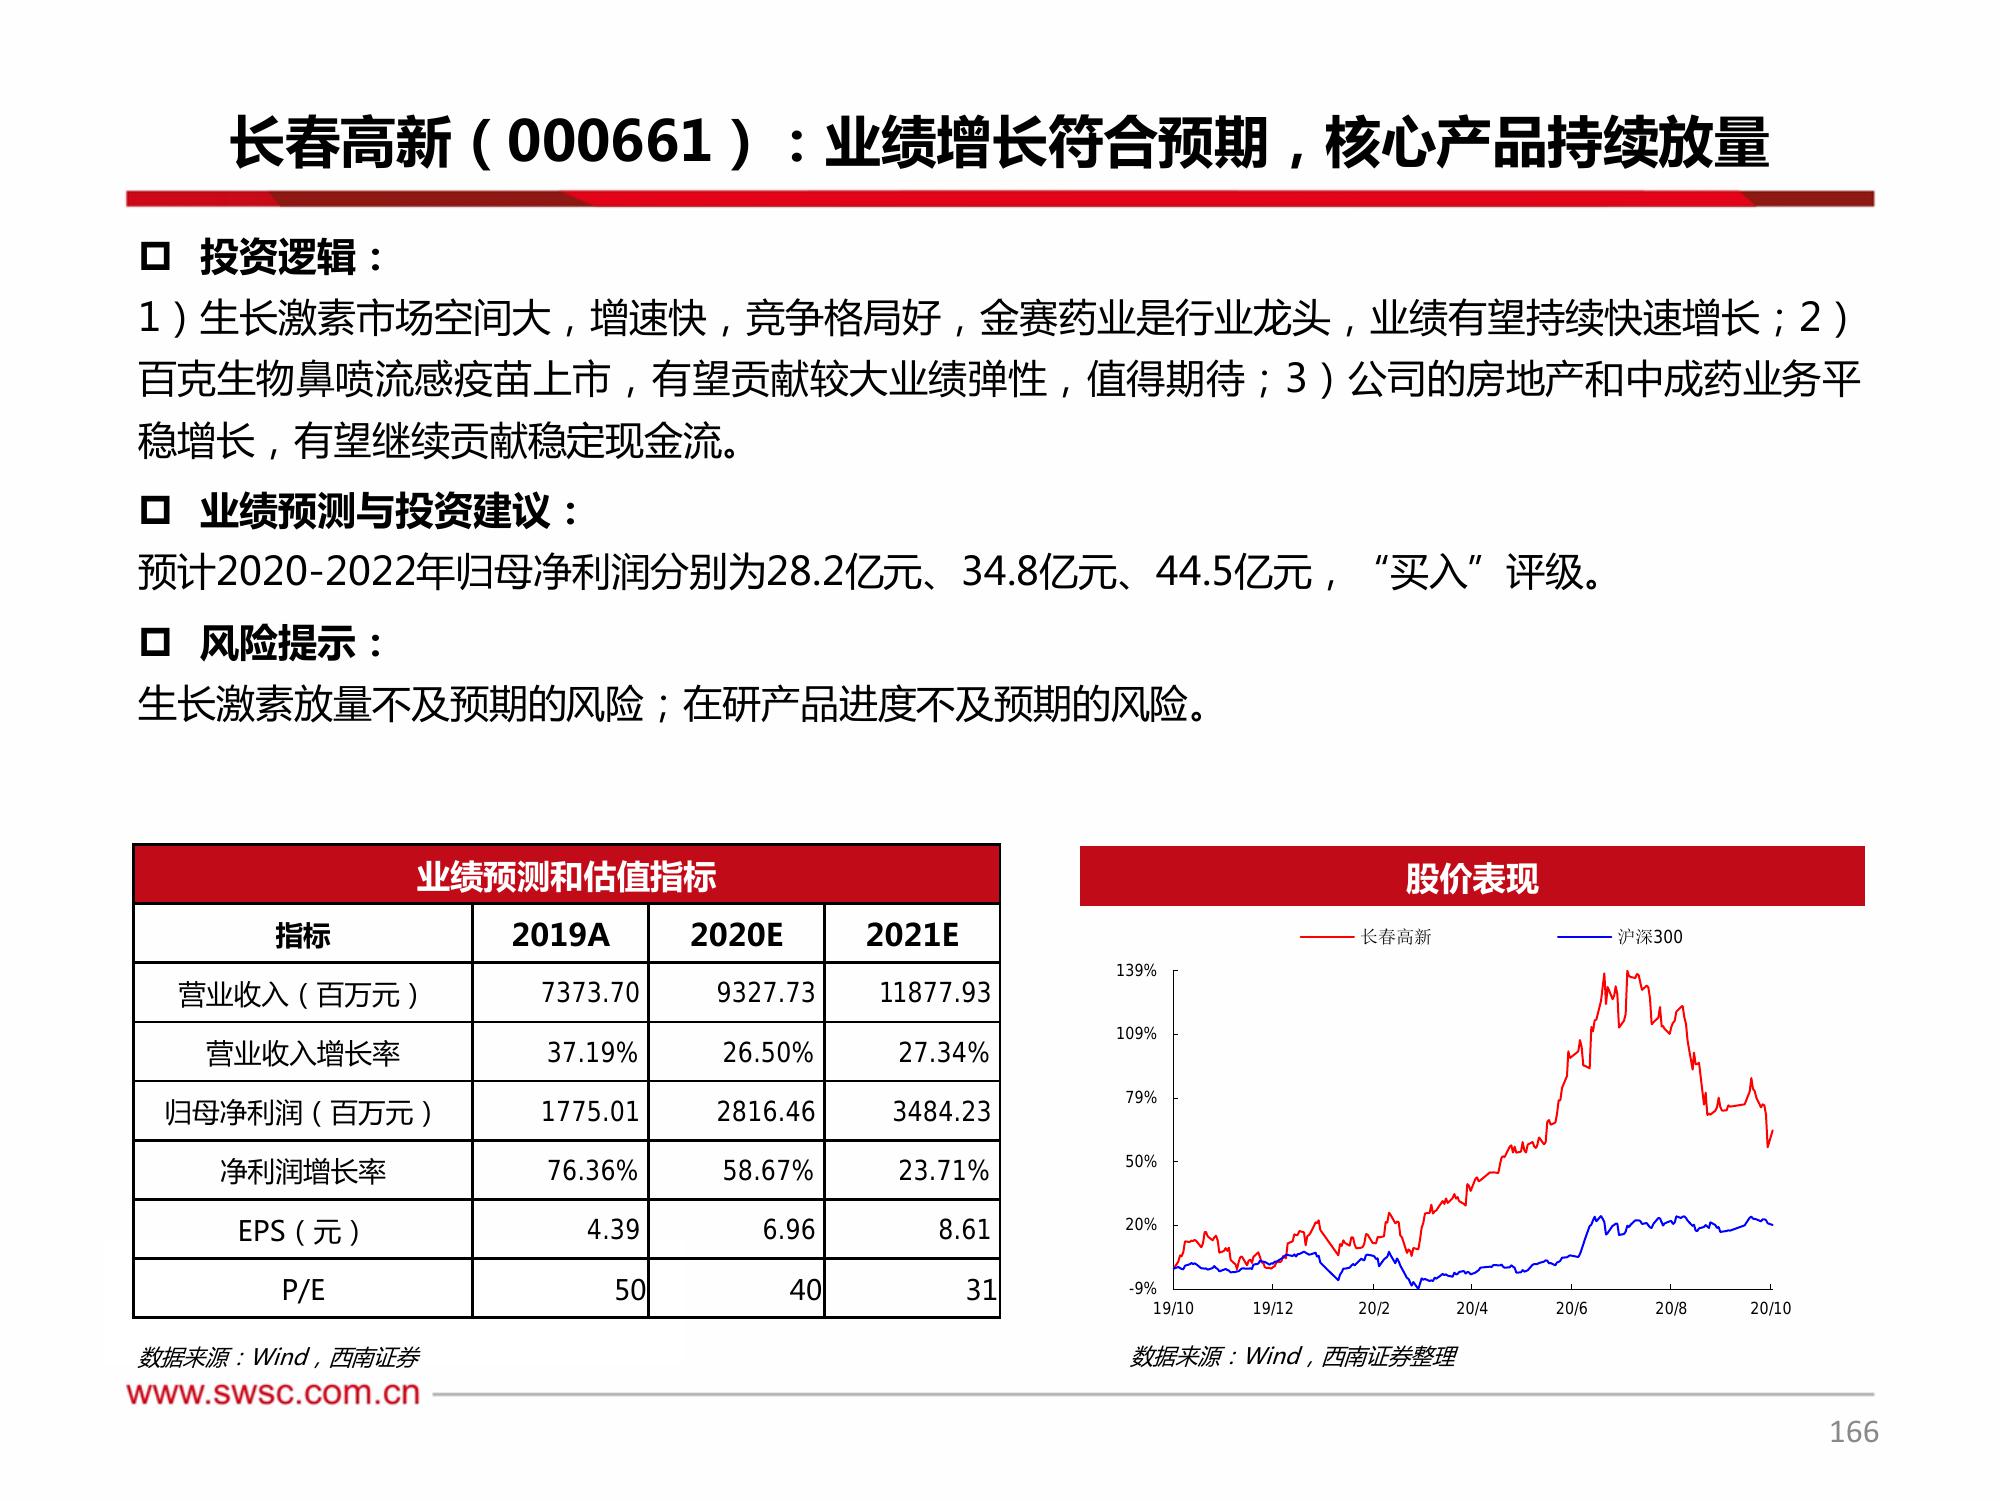 长春高新（000661）：业绩增长符合预期，核心产品持续放量
投资逻辑：
1）生长激素市场空间大，增速快，竞争格局好，金赛药业是行业龙头，业绩有望持续快速增长；2）
百克生物鼻喷流感疫苗上市，有望贡献较大业绩弹性，值得期待；3）公司的房地产和中成药业务平
稳增长，有望继续贡献稳定现金流。
业绩预测与投资建议：
预计2020-2022年归母净利润分别为28.2亿元、34.8亿元、44.5亿元，“买入”评级。
风险提示：
生长激素放量不及预期的风险；在研产品进度不及预期的风险。
业绩预测和估值指标
指标 2019A 2020E 2021E
营业收入（百万元） 7373.70 9327.73 11877.93
营业收入增长率 37.19% 26.50% 27.34%
归母净利润（百万元） 1775.01 2816.46 3484.23
净利润增长率 76.36% 58.67% 23.71%
EPS（元） 4.39 6.96 8.61
P/E 50 40 31
数据来源：Wind，西南证券
股价表现
长春高新 沪深300
139%
109%
79%
50%
20%
-9%
19/10 19/12 20/2 20/4 20/6 20/8 20/10
数据来源：Wind，西南证券整理
www.swsc.com.cn
166